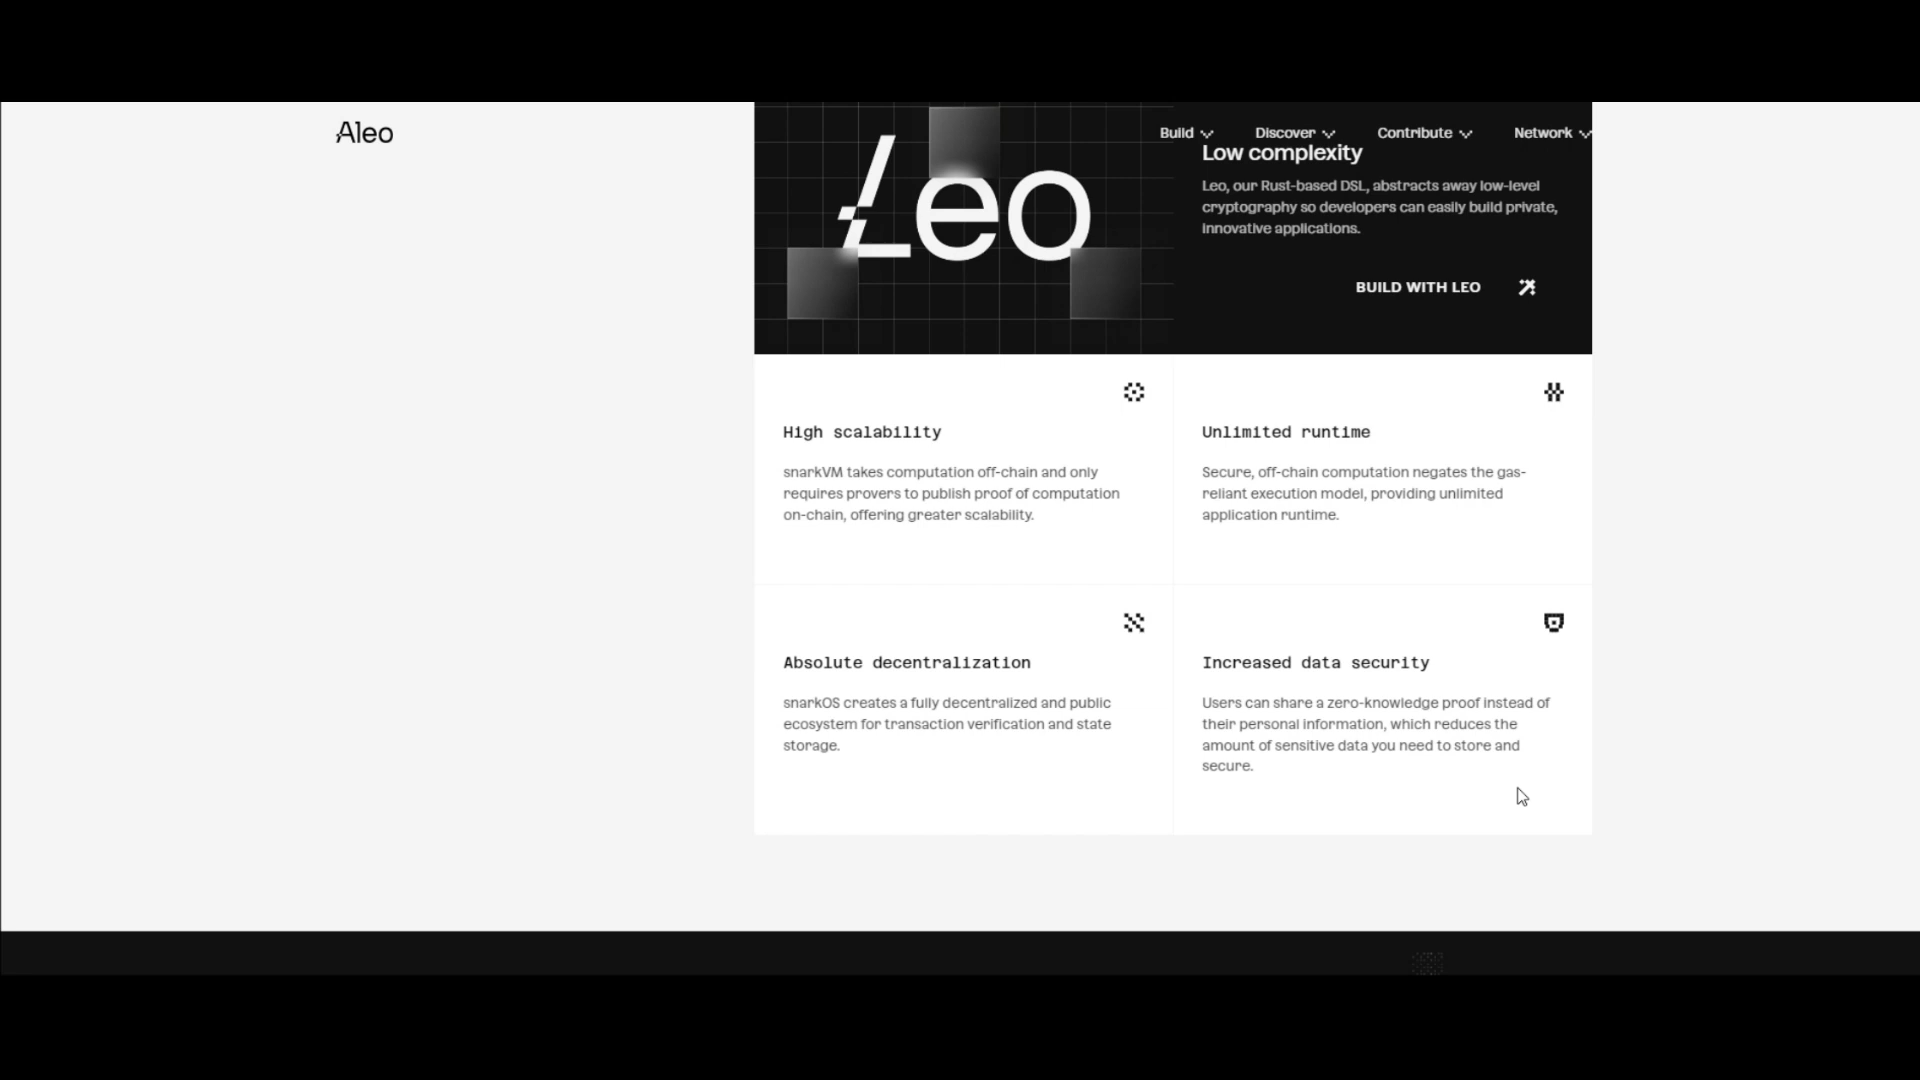 Aleo
Build
Discover
Contribute
Network
Leo
Low complexity
Leo, our Rust-based DSL, abstracts away low-level
cryptography so developers can easily build private,
innovative applications.
BUILD WITH LEO
High scalability
snarkVM takes computation off-chain and only
requires provers to publish proof of computation
on-chain, offering greater scalability.
Unlimited runtime
Secure, off-chain computation negates the gas-
reliant execution model, providing unlimited
application runtime.
Absolute decentralization
snarkOS creates a fully decentralized and public
ecosystem for transaction verification and state
storage.
Increased data security
Users can share a zero-knowledge proof instead of
their personal information, which reduces the
amount of sensitive data you need to store and
secure.